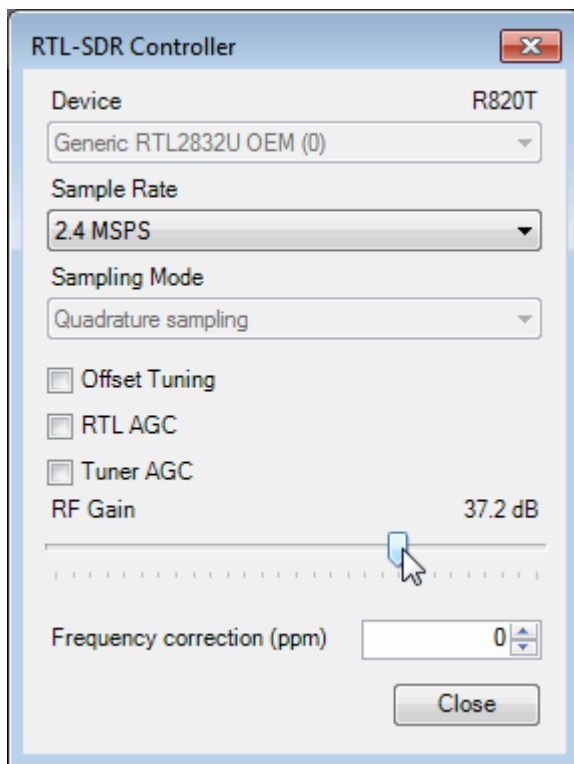 RTL-SDR Controller
Device R820T
Generic RTL2832U OEM (0)
Sample Rate
2.4 MSPS
Sampling Mode
Quadrature sampling
Offset Tuning
RTL AGC
Tuner AGC
RF Gain 37.2 dB
Frequency correction (ppm) 0
Close